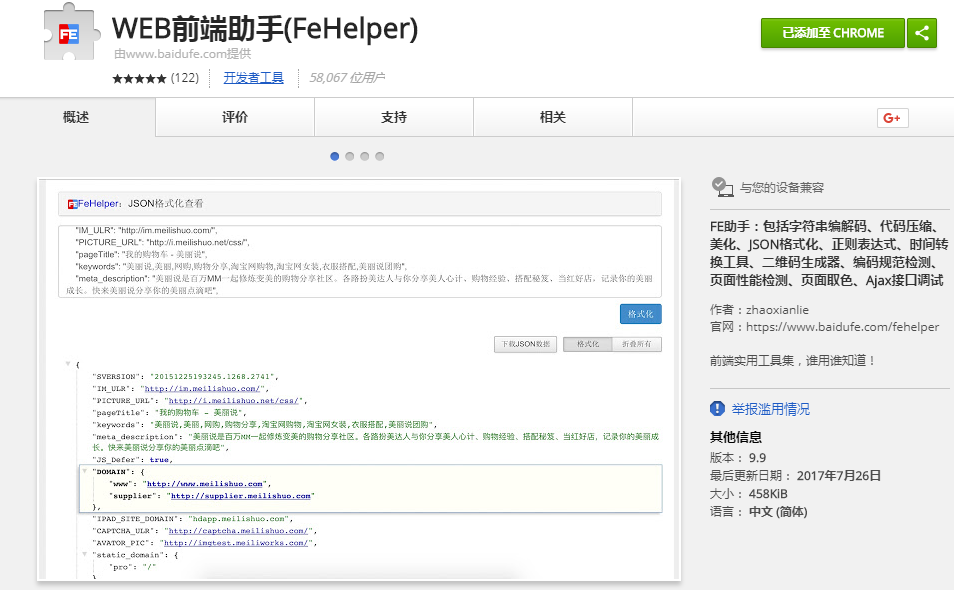 WEB前端助手(FeHelper)
由www.baidufe.com提供
★★★★★ (122) 开发者工具 58,067 位用户
已添加至 CHROME
概述 评价 支持 相关 G+
FeHelper：JSON格式化查看
"IM_ULR": "http://im.meilishuo.com/",
"PICTURE_URL": "http://i.meilishuo.net/css/",
"pageTitle": "我的购物车 - 美丽说",
"keywords": "美丽说,美丽,网购,购物分享,淘宝网购物,淘宝网女装,衣服搭配,美丽说团购",
"meta_description": "美丽说是百万MM一起修炼变美的购物分享社区。各路扮美达人与你分享美人心计、购物经验、搭配秘笈、当红好店，记录你的美丽
成长。快来美丽说分享你的美丽点滴吧",
格式化
下载JSON数据 格式化 折叠所有
{
"SVERSION": "20151225193245.1268.2741",
"IM_ULR": "http://im.meilishuo.com/",
"PICTURE_URL": "http://i.meilishuo.net/css/",
"pageTitle": "我的购物车 - 美丽说",
"keywords": "美丽说,美丽,网购,购物分享,淘宝网购物,淘宝网女装,衣服搭配,美丽说团购",
"meta_description": "美丽说是百万MM一起修炼变美的购物分享社区。各路扮美达人与你分享美人心计、购物经验、搭配秘笈、当红好店，记录你的美丽成
长。快来美丽说分享你的美丽点滴吧",
"JS_Defer": true,
"DOMAIN": {
"www": "http://www.meilishuo.com",
"supplier": "http://supplier.meilishuo.com"
},
"IPAD_SITE_DOMAIN": "hdapp.meilishuo.com",
"CAPTCHA_ULR": "http://captcha.meilishuo.com/",
"AVATOR_PIC": "http://imgtest.meiliworks.com/",
"static_domain": {
"pro": "/"
}
与您的设备兼容
FE助手：包括字符串编解码、代码压缩、
美化、JSON格式化、正则表达式、时间转
换工具、二维码生成器、编码规范检测、
页面性能检测、页面取色、Ajax接口调试
作者：zhaoxianlie
官网：https://www.baidufe.com/fehelper
前端实用工具集，谁用谁知道！
举报滥用情况
其他信息
版本： 9.9
最后更新日期： 2017年7月26日
大小： 458KiB
语言： 中文 (简体)